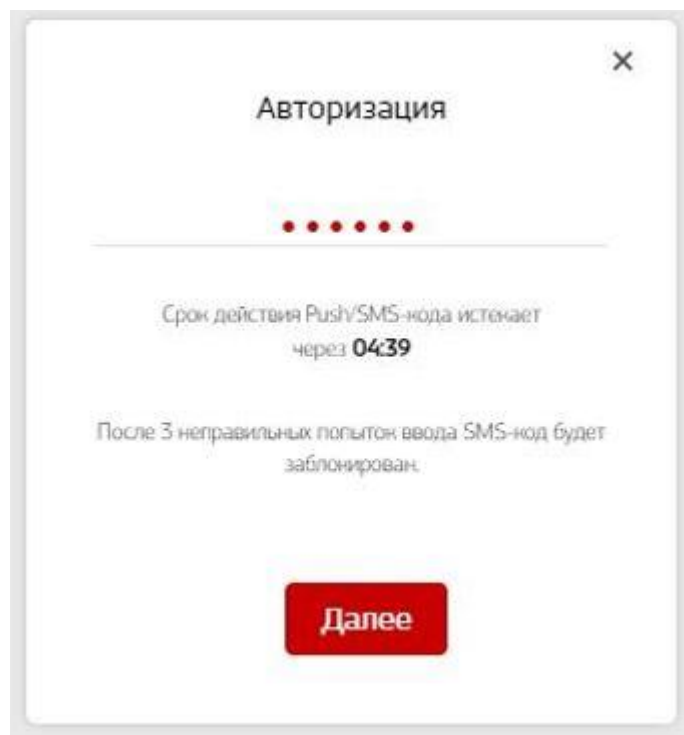 Авторизация
Срок действия Push/SMS-кода истекает
через 04:39
После 3 неправильных попыток ввода SMS-код будет
заблокирован.
Далее